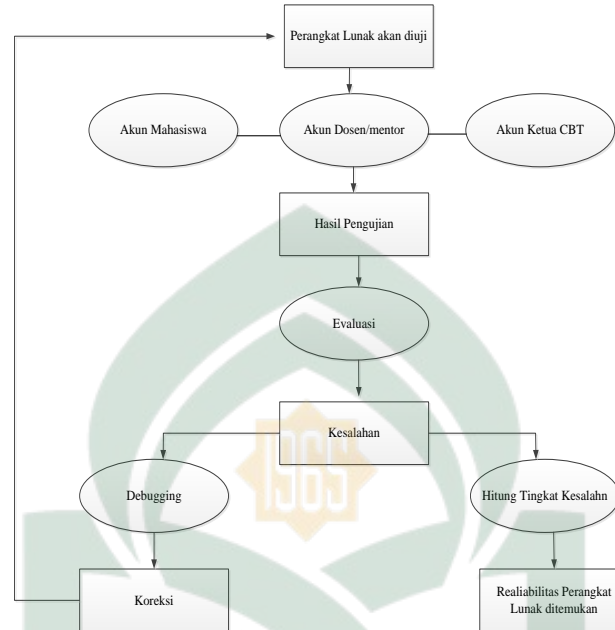 Perangkat Lunak akan diuji
Akun Mahasiswa
Akun Dosen/mentor
Akun Ketua CBT
Hasil Pengujian
Evaluasi
Kesalahan
1965
Debugging
Hitung Tingkat Kesalahn
Koreksi
Realiabilitas Perangkat
Lunak ditemukan